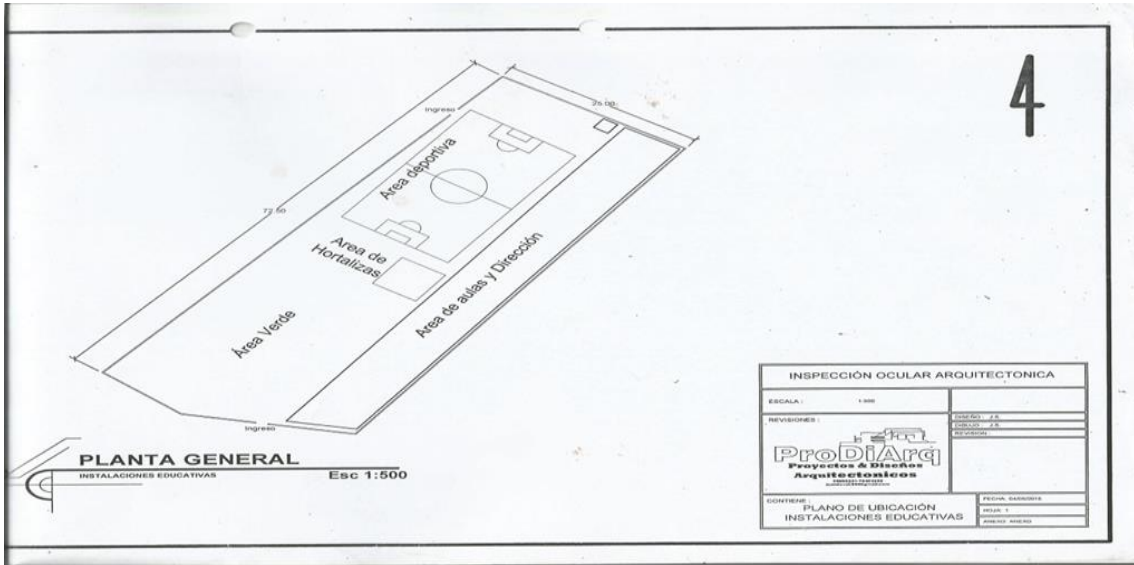 4
25.00
Ingreso
Area deportiva
72.50
Area de
Hortalizas
Area de aulas y Dirección
Área Verde
Ingreso
PLANTA GENERAL
INSTALACIONES EDUCATIVAS
Esc 1:500
INSPECCIÓN OCULAR ARQUITECTONICA
ESCALA :
1:500
REVISIONES :
DISEÑO : J.S.
DIBUJO : J.S.
REVISION :
ProDiArq
Proyectos & Diseños
Arquitectonicos
CONTIENE :
PLANO DE UBICACIÓN
INSTALACIONES EDUCATIVAS
FECHA:
HOJA: 1
ANEXO: ANEXO